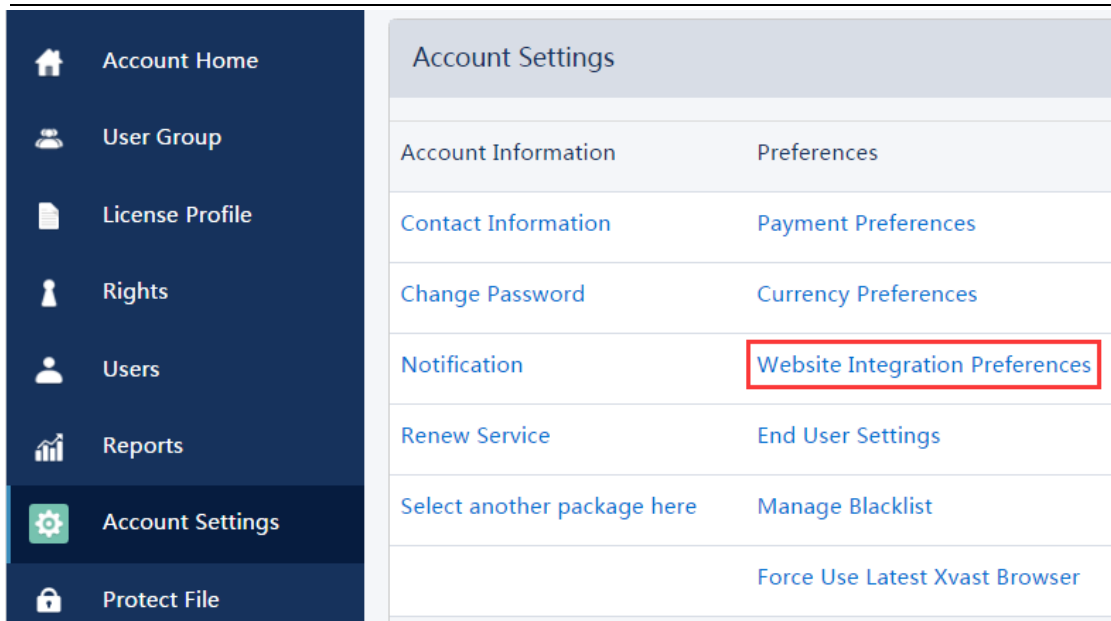 Account Home
User Group
License Profile
Rights
Users
Reports
Account Settings
Protect File
Account Settings
Account Information Preferences
Contact Information Payment Preferences
Change Password Currency Preferences
Notification Website Integration Preferences
Renew Service End User Settings
Select another package here Manage Blacklist
Force Use Latest Xvast Browser